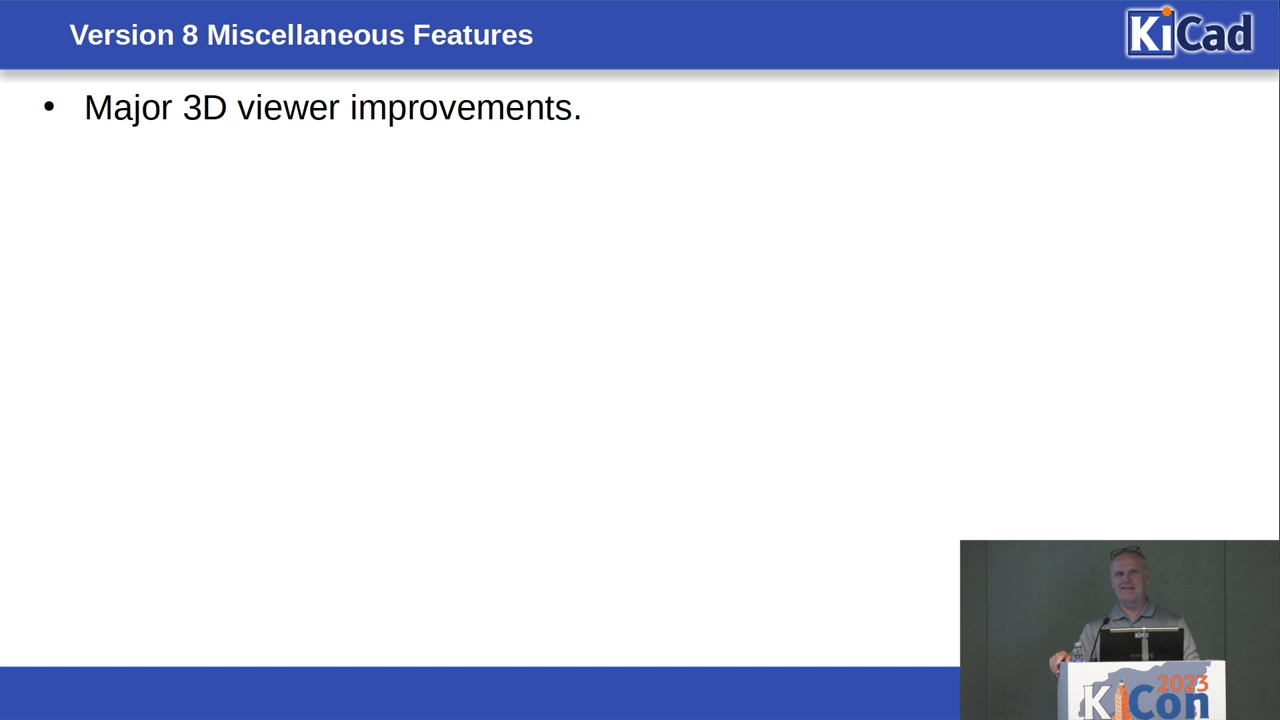 Version 8 Miscellaneous Features
KiCad
• Major 3D viewer improvements.
2023
KiCon